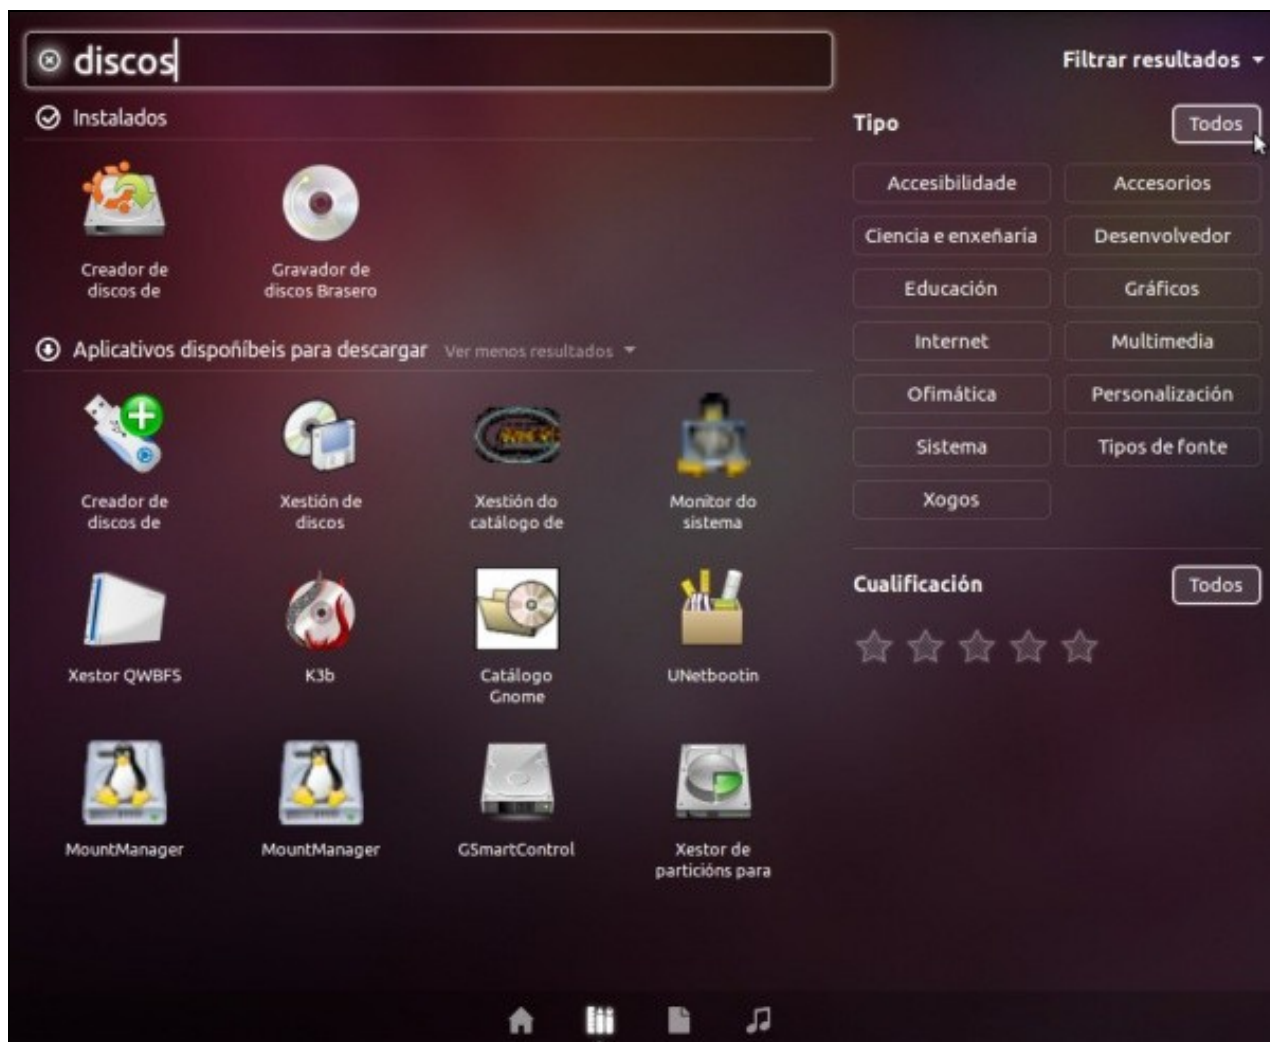 discos
Filtrar resultados
Instalados
Creador de
discos de
Gravador de
discos Brasero
Aplicativos dispoñíbeis para descargar Ver menos resultados
Creador de
discos de
Xestión de
discos
Xestión do
catálogo de
Monitor do
sistema
Xestor QWBFS
K3b
Catálogo
Gnome
UNetbootin
MountManager
MountManager
GSmartControl
Xestor de
particións para
Tipo Todos
Accesibilidade Accesorios
Ciencia e enxeñaría Desenvolvedor
Educación Gráficos
Internet Multimedia
Ofimática Personalización
Sistema Tipos de fonte
Xogos
Cualificación Todos